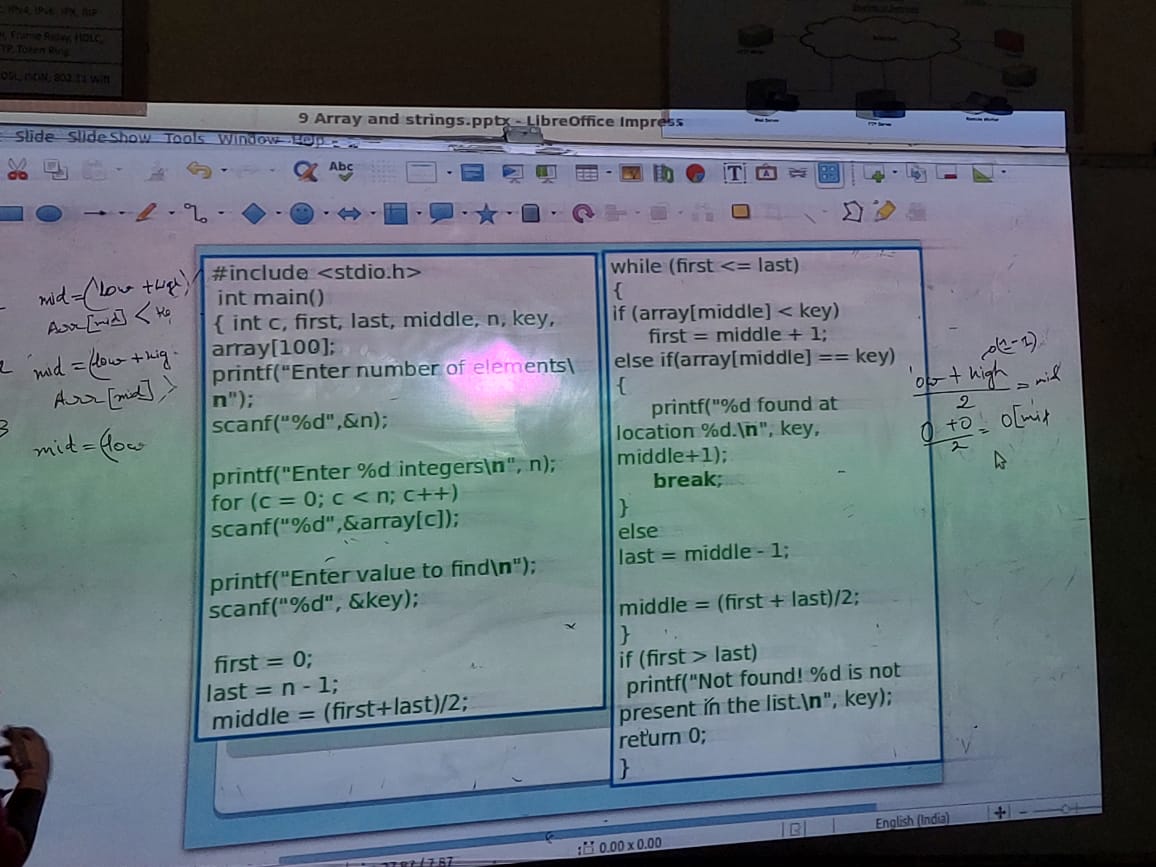 , IPv4, IPv6, IPX, RIP
, Frame Relay, HDLC,
Token Ring
DSL, ISDN, 802.11 Wifi
9 Array and strings.pptx - LibreOffice Impress
Slide Slide Show Tools Window Help
Abc
T
A
#include <stdio.h>
int main()
{ int c, first, last, middle, n, key,
array[100];
printf("Enter number of elements\
n");
scanf("%d",&n);
printf("Enter %d integers\n", n);
for (c = 0; c < n; c++)
scanf("%d",&array[c]);
printf("Enter value to find\n");
scanf("%d", &key);
first = 0;
last = n - 1;
middle = (first+last)/2;
while (first <= last)
{
if (array[middle] < key)
first = middle + 1;
else if(array[middle] == key)
{
printf("%d found at
location %d.\n", key,
middle+1);
break;
}
else
last = middle - 1;
middle = (first + last)/2;
}
if (first > last)
printf("Not found! %d is not
present in the list.\n", key);
return 0;
}
mid=(low +high)
Arr[mid] <
mid =(low +hig
Arr[mid] >
3
mid=(low
low + high = mid
2
0 +0 = 0[mid
2
English (India)
0.00 x 0.00